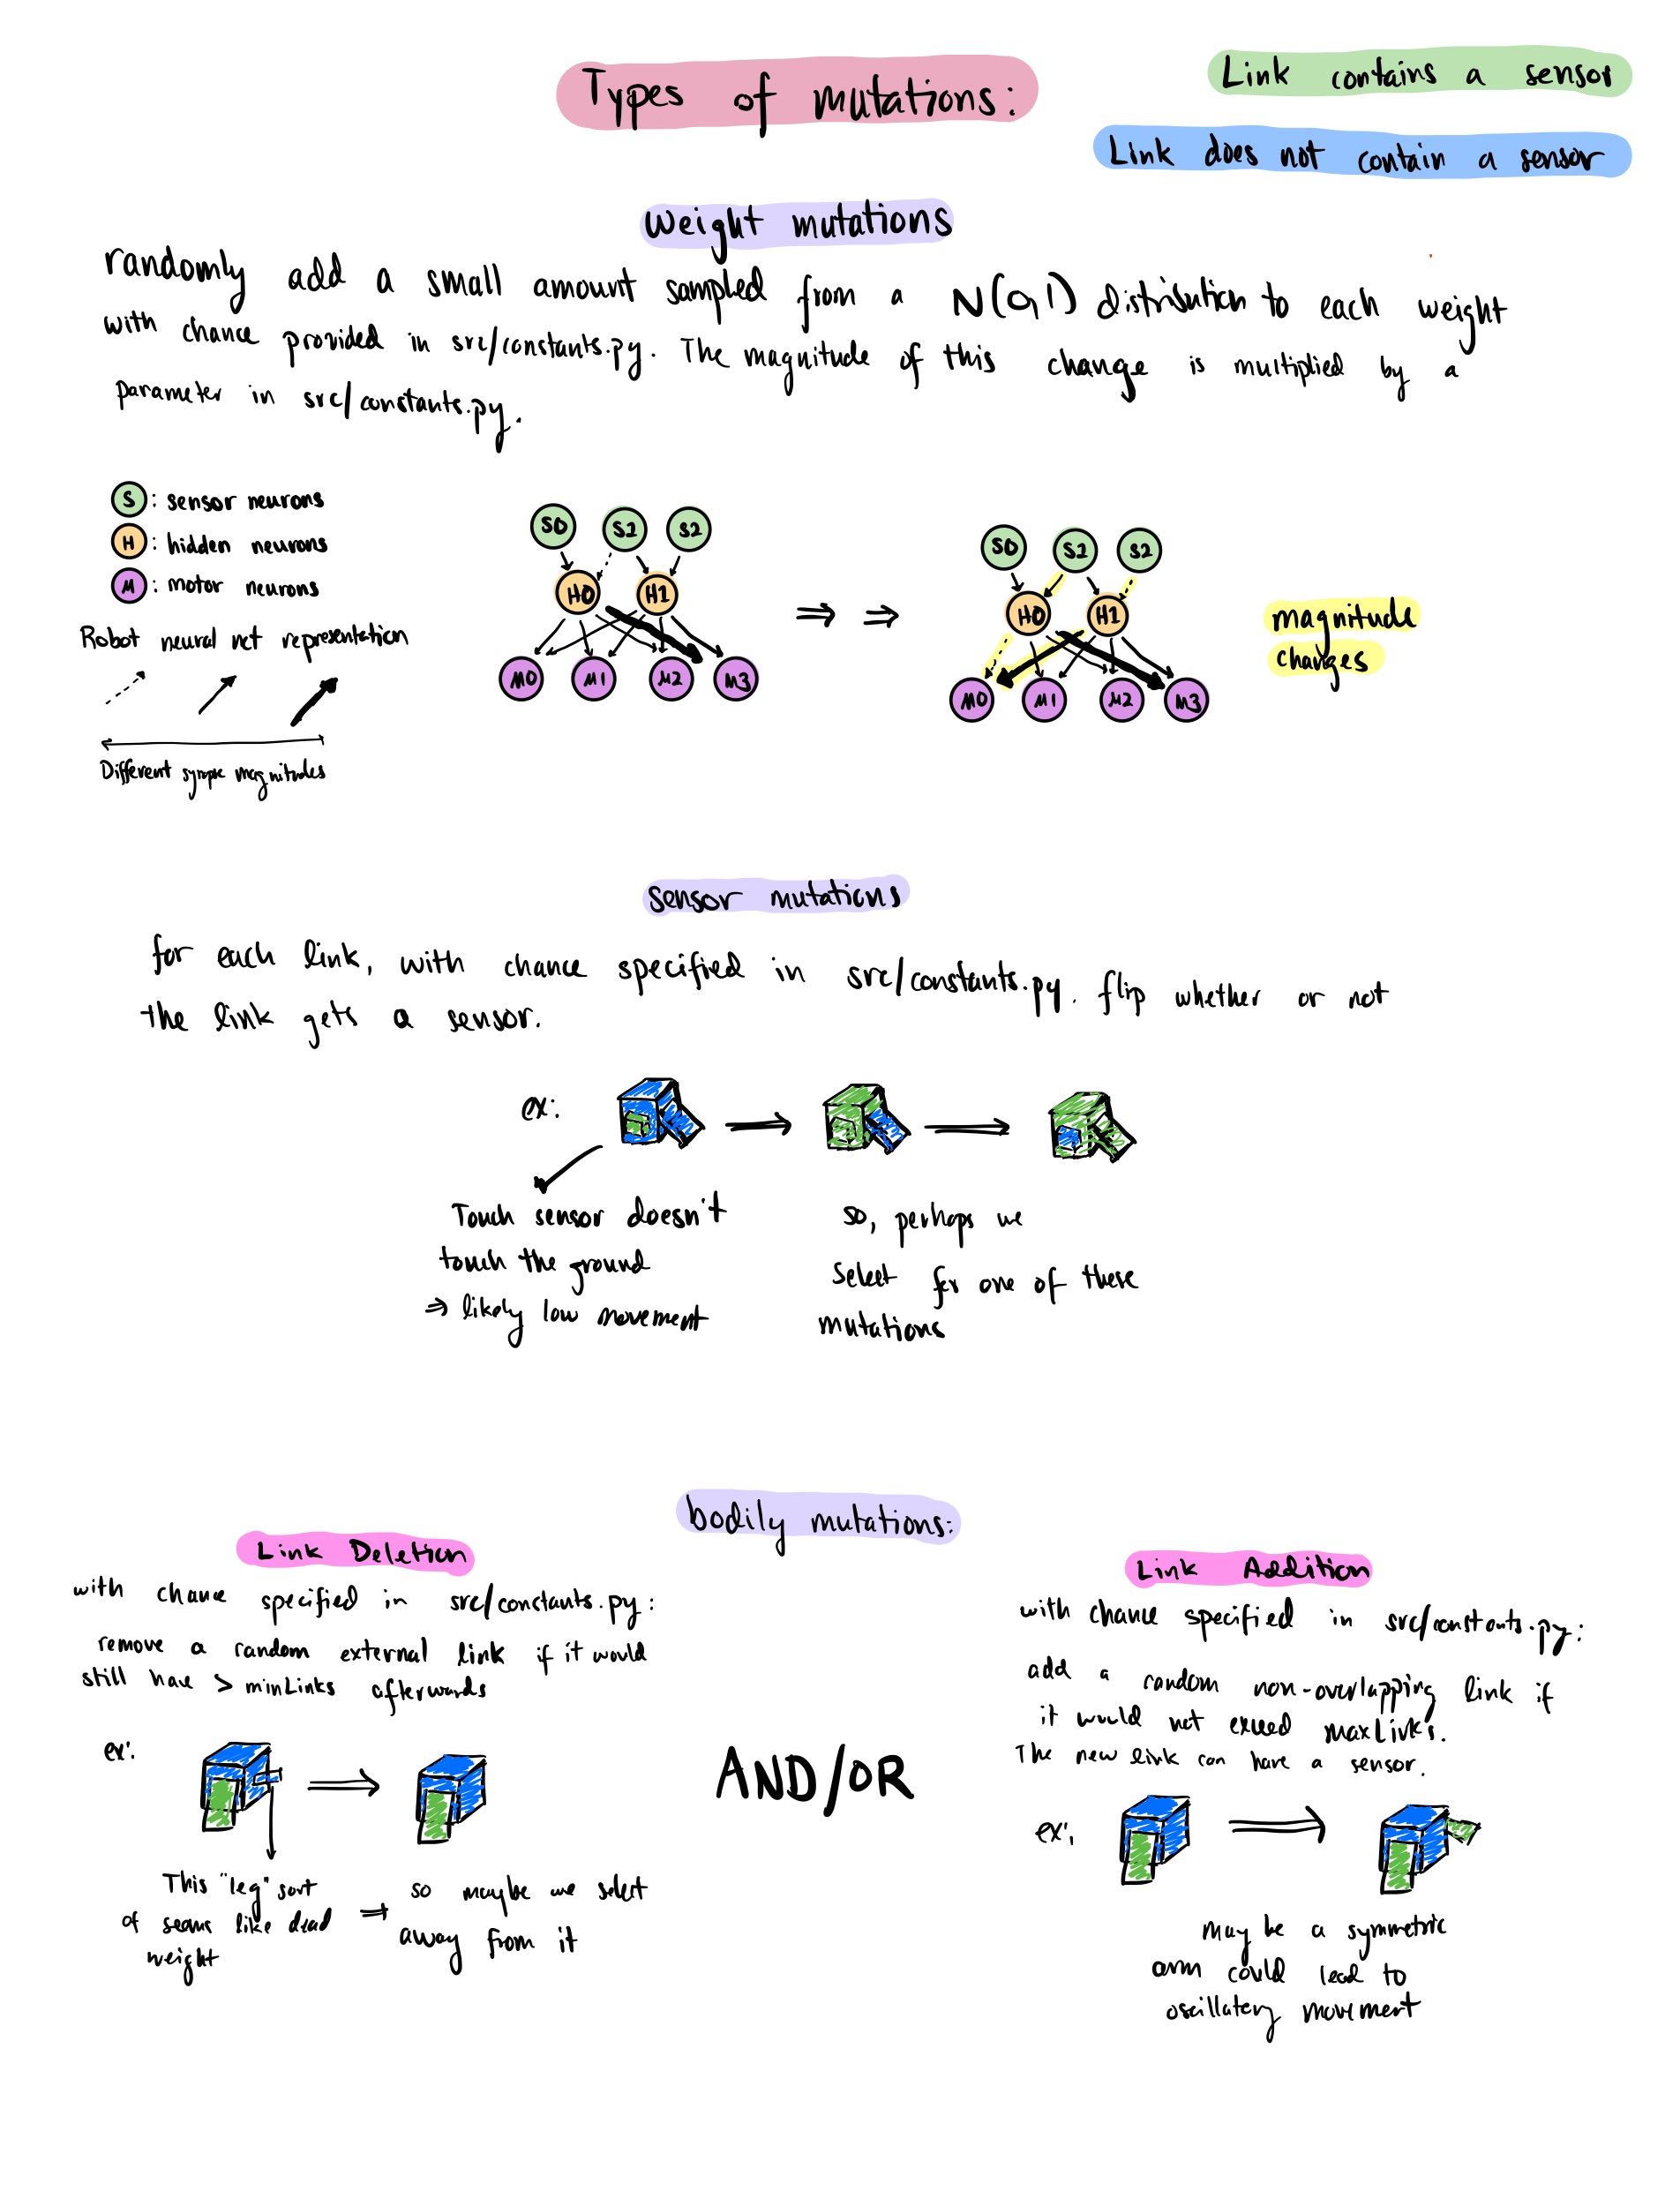 Types of mutations:
Link contains a sensor
Link does not contain a sensor
weight mutations
randomly add a small amount sampled from a N(0,1) distribution to each weight
with chance provided in src/constants.py. The magnitude of this change is multiplied by a
parameter in src/constants.py.
S : sensor neurons
H : hidden neurons
M : motor neurons
Robot neural net representation
Different synapse magnitudes
S0 S1 S2
H0 H1
M0 M1 M2 M3
⇒ ⇒
S0 S1 S2
H0 H1
M0 M1 M2 M3
magnitude
changes
sensor mutations
for each link, with chance specified in src/constants.py. flip whether or not
the link gets a sensor.
ex:
Touch sensor doesn't
touch the ground
⇒ likely low movement
so, perhaps we
select for one of these
mutations
bodily mutations:
Link Deletion
with chance specified in src/constants.py:
remove a random external link if it would
still have > minLinks afterwards
ex:
This "leg" sort
of seams like dead
weight
⇒ so maybe we select
away from it
AND/OR
Link Addition
with chance specified in src/constants.py:
add a random non-overlapping link if
it would not exceed maxLinks.
The new link can have a sensor.
ex:
may be a symmetric
arm could lead to
oscillatory movement